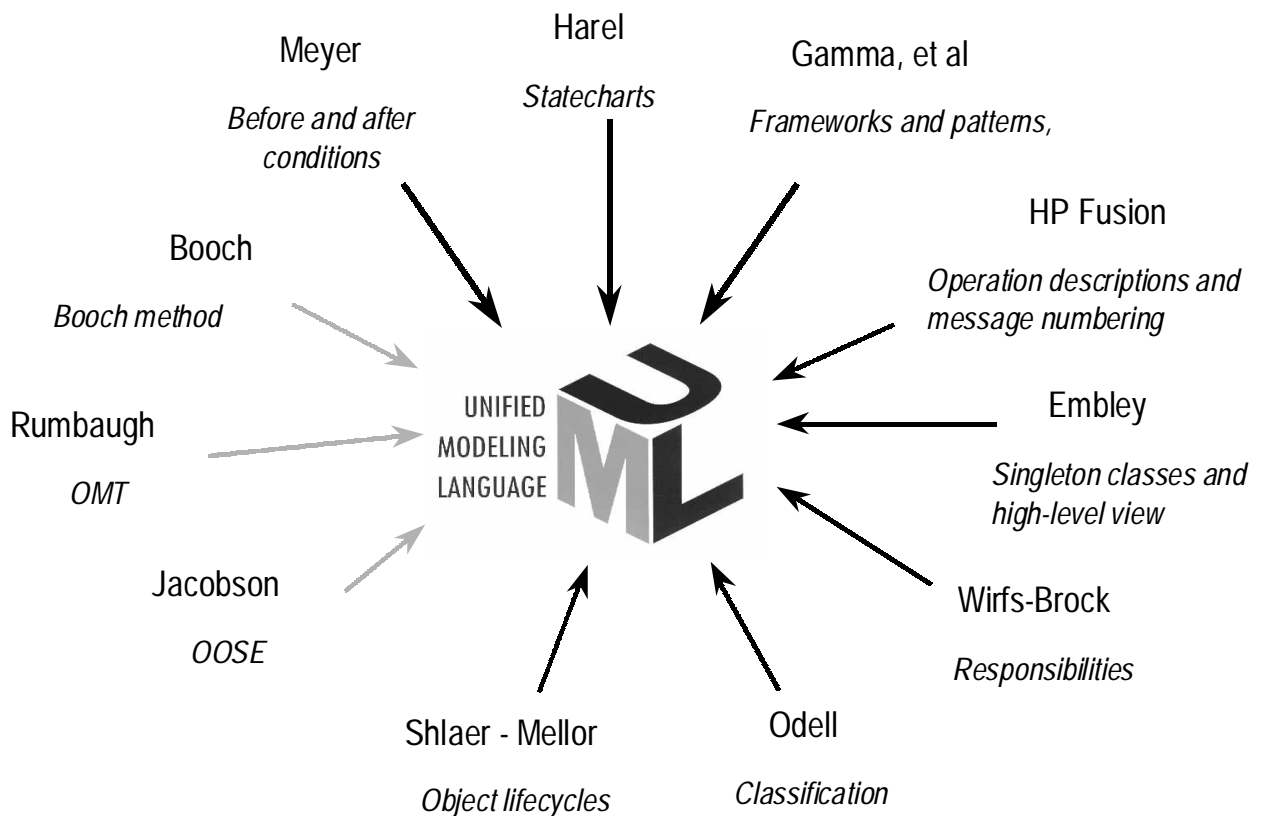 Harel
Meyer
Gamma, et al
Statecharts
Before and after
conditions
Frameworks and patterns,
HP Fusion
Booch
Operation descriptions and
message numbering
Booch method
UML
UNIFIED
MODELING
LANGUAGE
Embley
Rumbaugh
Singleton classes and
high-level view
OMT
Jacobson
Wirfs-Brock
OOSE
Responsibilities
Shlaer - Mellor
Odell
Object lifecycles
Classification